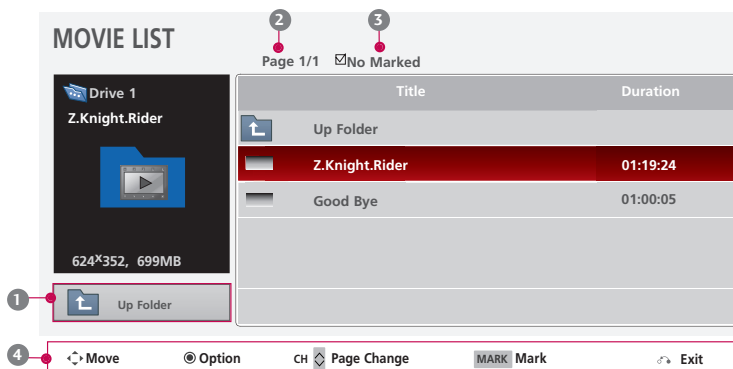 2 3
MOVIE LIST
Page 1/1 ☑No Marked
Drive 1
Z.Knight.Rider
624x352, 699MB
1 Up Folder
Title Duration
Up Folder
Z.Knight.Rider 01:19:24
Good Bye 01:00:05
4 Move Option CH Page Change MARK Mark Exit